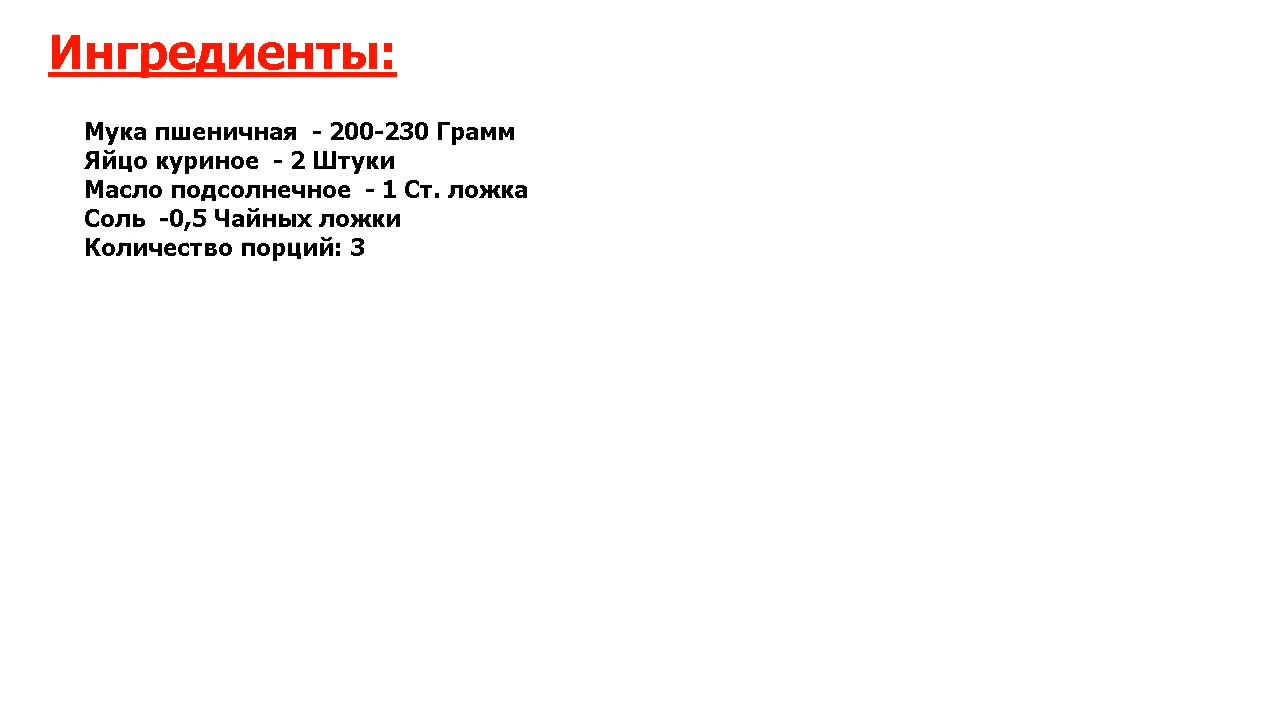 Ингредиенты:
Мука пшеничная  - 200-230 Грамм
Яйцо куриное  - 2 Штуки
Масло подсолнечное  - 1 Ст. ложка
Соль  -0,5 Чайных ложки
Количество порций: 3